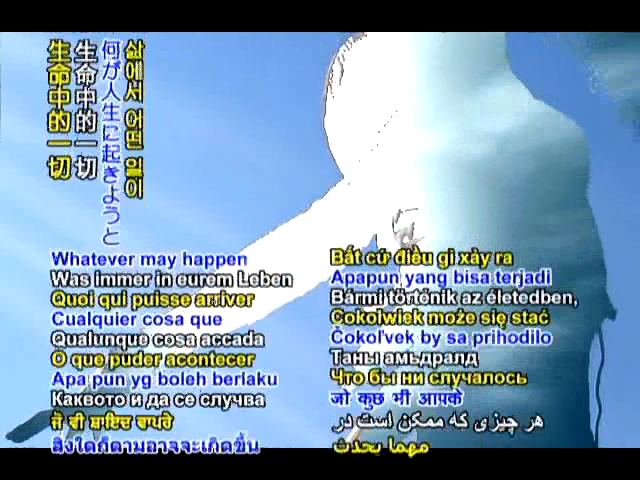 生命中的一切
生命中的一切
何が人生に起きようと
삶에서 어떤 일이
Whatever may happen
Was immer in eurem Leben
Quoi qui puisse arriver
Cualquier cosa que
Qualunque cosa accada
O que puder acontecer
Apa pun yg boleh berlaku
Каквото и да се случва
ਜੋ ਵੀ
สิ่งใดก็ตามอาจจะเกิดขึ้น
Bất cứ điều gì xảy ra
Apapun yang bisa terjadi
Bármi történik az életedben,
Cokolwiek może się stać
Čokoľvek by sa prihodilo
Таны амьдралд
Что бы ни случалось
जो कुछ भी आपके
هر چیزی که ممکن است در
مهما يحدث